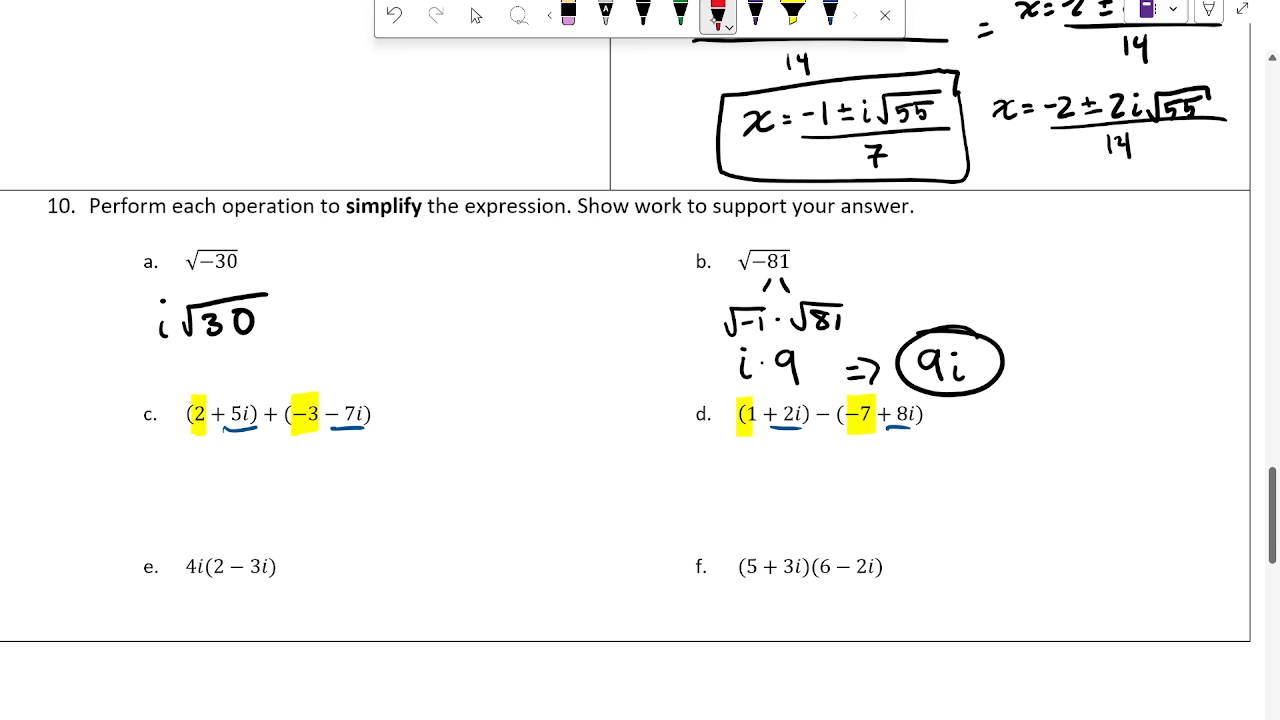 x = -2 ±
= 14
14
x = -1 ± i√55
7
x = -2 ± 2i√55
14
10. Perform each operation to simplify the expression. Show work to support your answer.
a. √−30
b. √−81
i√30
√-1 · √81
i · 9 => 9i
c. (2 + 5i) + (−3 − 7i)
d. (1 + 2i) − (−7 + 8i)
e. 4i(2 − 3i)
f. (5 + 3i)(6 − 2i)